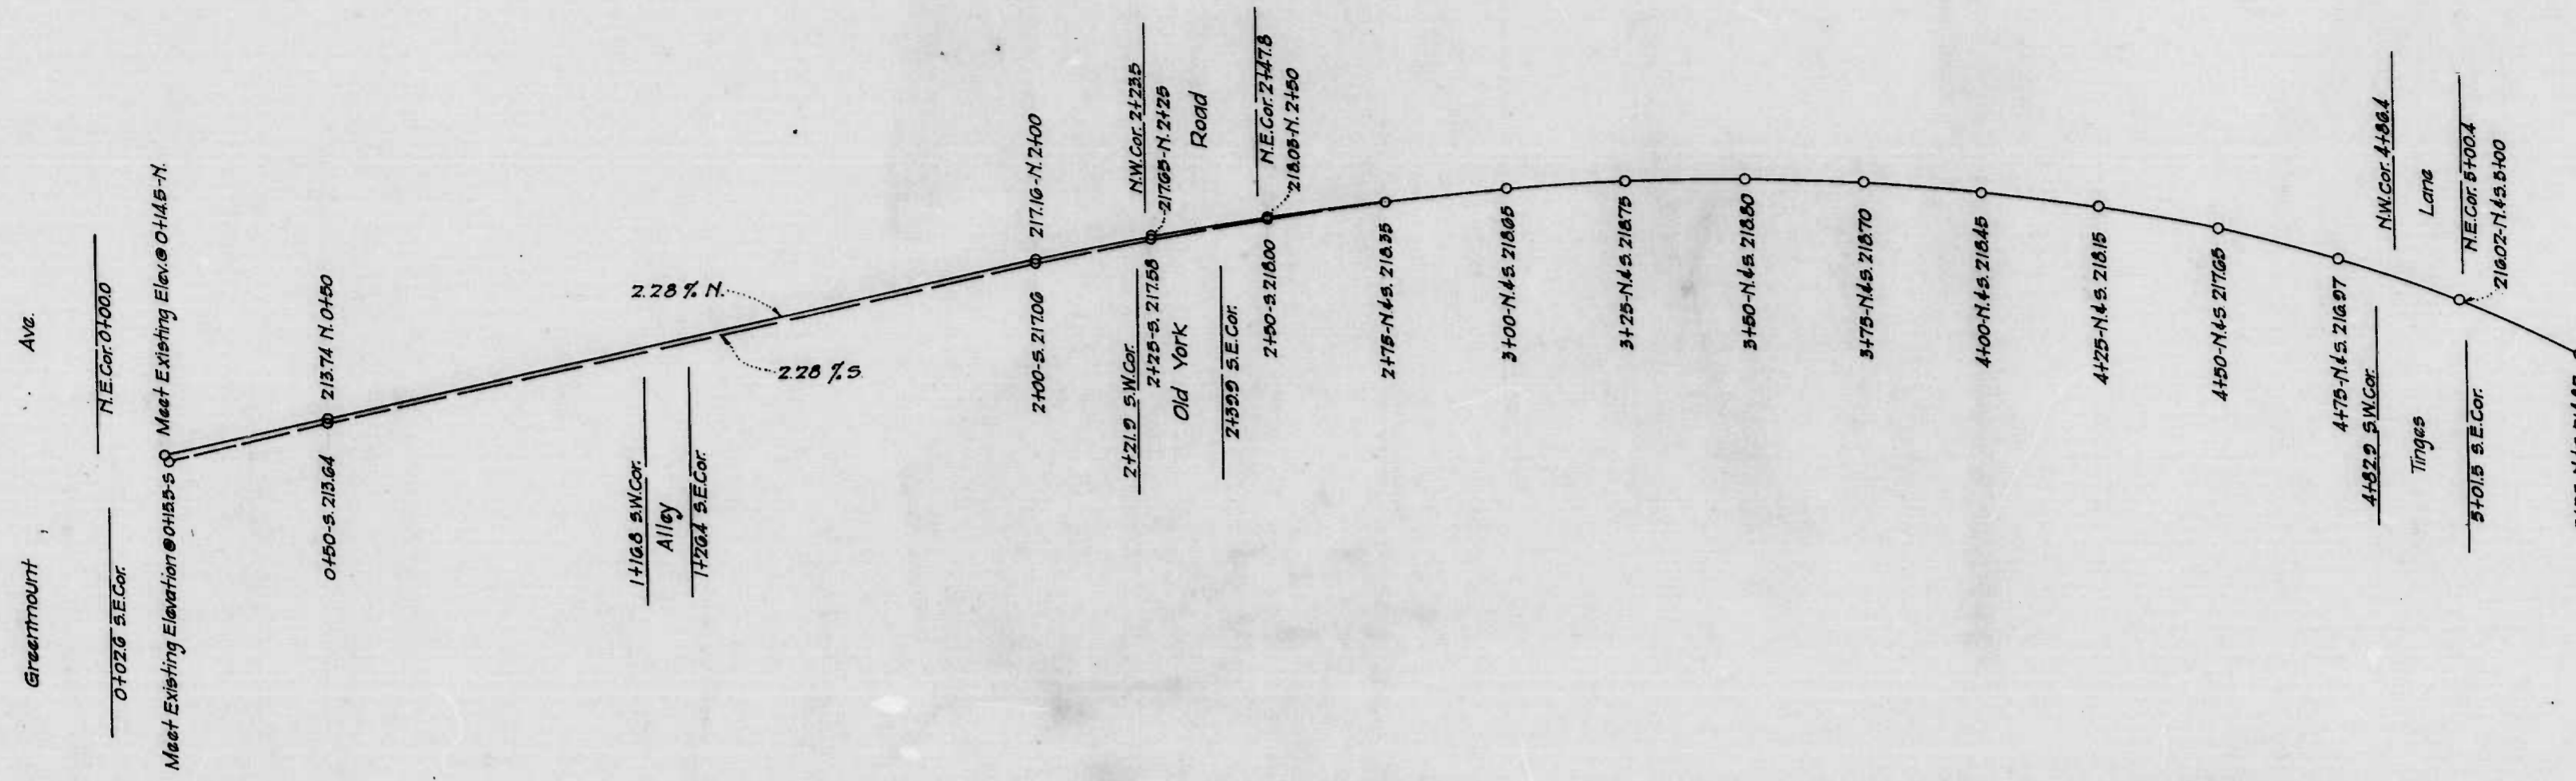 Greenmount Ave.
N.E.Cor. 0+00.0
0+02.6 S.E.Cor.
Meet Existing Elev.@0+14.5-N.
Meet Existing Elevation@0+15.5-S
213.74 N.0+50
0+50-S.213.64
2.28% N.
2.28% S.
1+16.8 S.W.Cor.
Alley
1+26.4 S.E.Cor.
217.16-N.2+00
2+00-S.217.06
N.W.Cor. 2+23.5
217.65-N.2+25
2+21.9 S.W.Cor.
2+25-S.217.58
Old York Road
2+39.9 S.E.Cor.
N.E.Cor. 2+47.8
218.03-N.2+50
2+50-S.218.00
2+75-N.&S. 218.35
3+00-N.&S. 218.65
3+25-N.&S. 218.75
3+50-N.&S. 218.80
3+75-N.&S. 218.70
4+00-N.&S. 218.45
4+25-N.&S. 218.15
4+50-N.&S. 217.65
4+75-N.&S. 216.97
N.W.Cor. 4+86.4
4+82.9 S.W.Cor.
Tinges Lane
N.E.Cor. 5+00.4
216.02-N.&S.5+00
5+01.5 S.E.Cor.